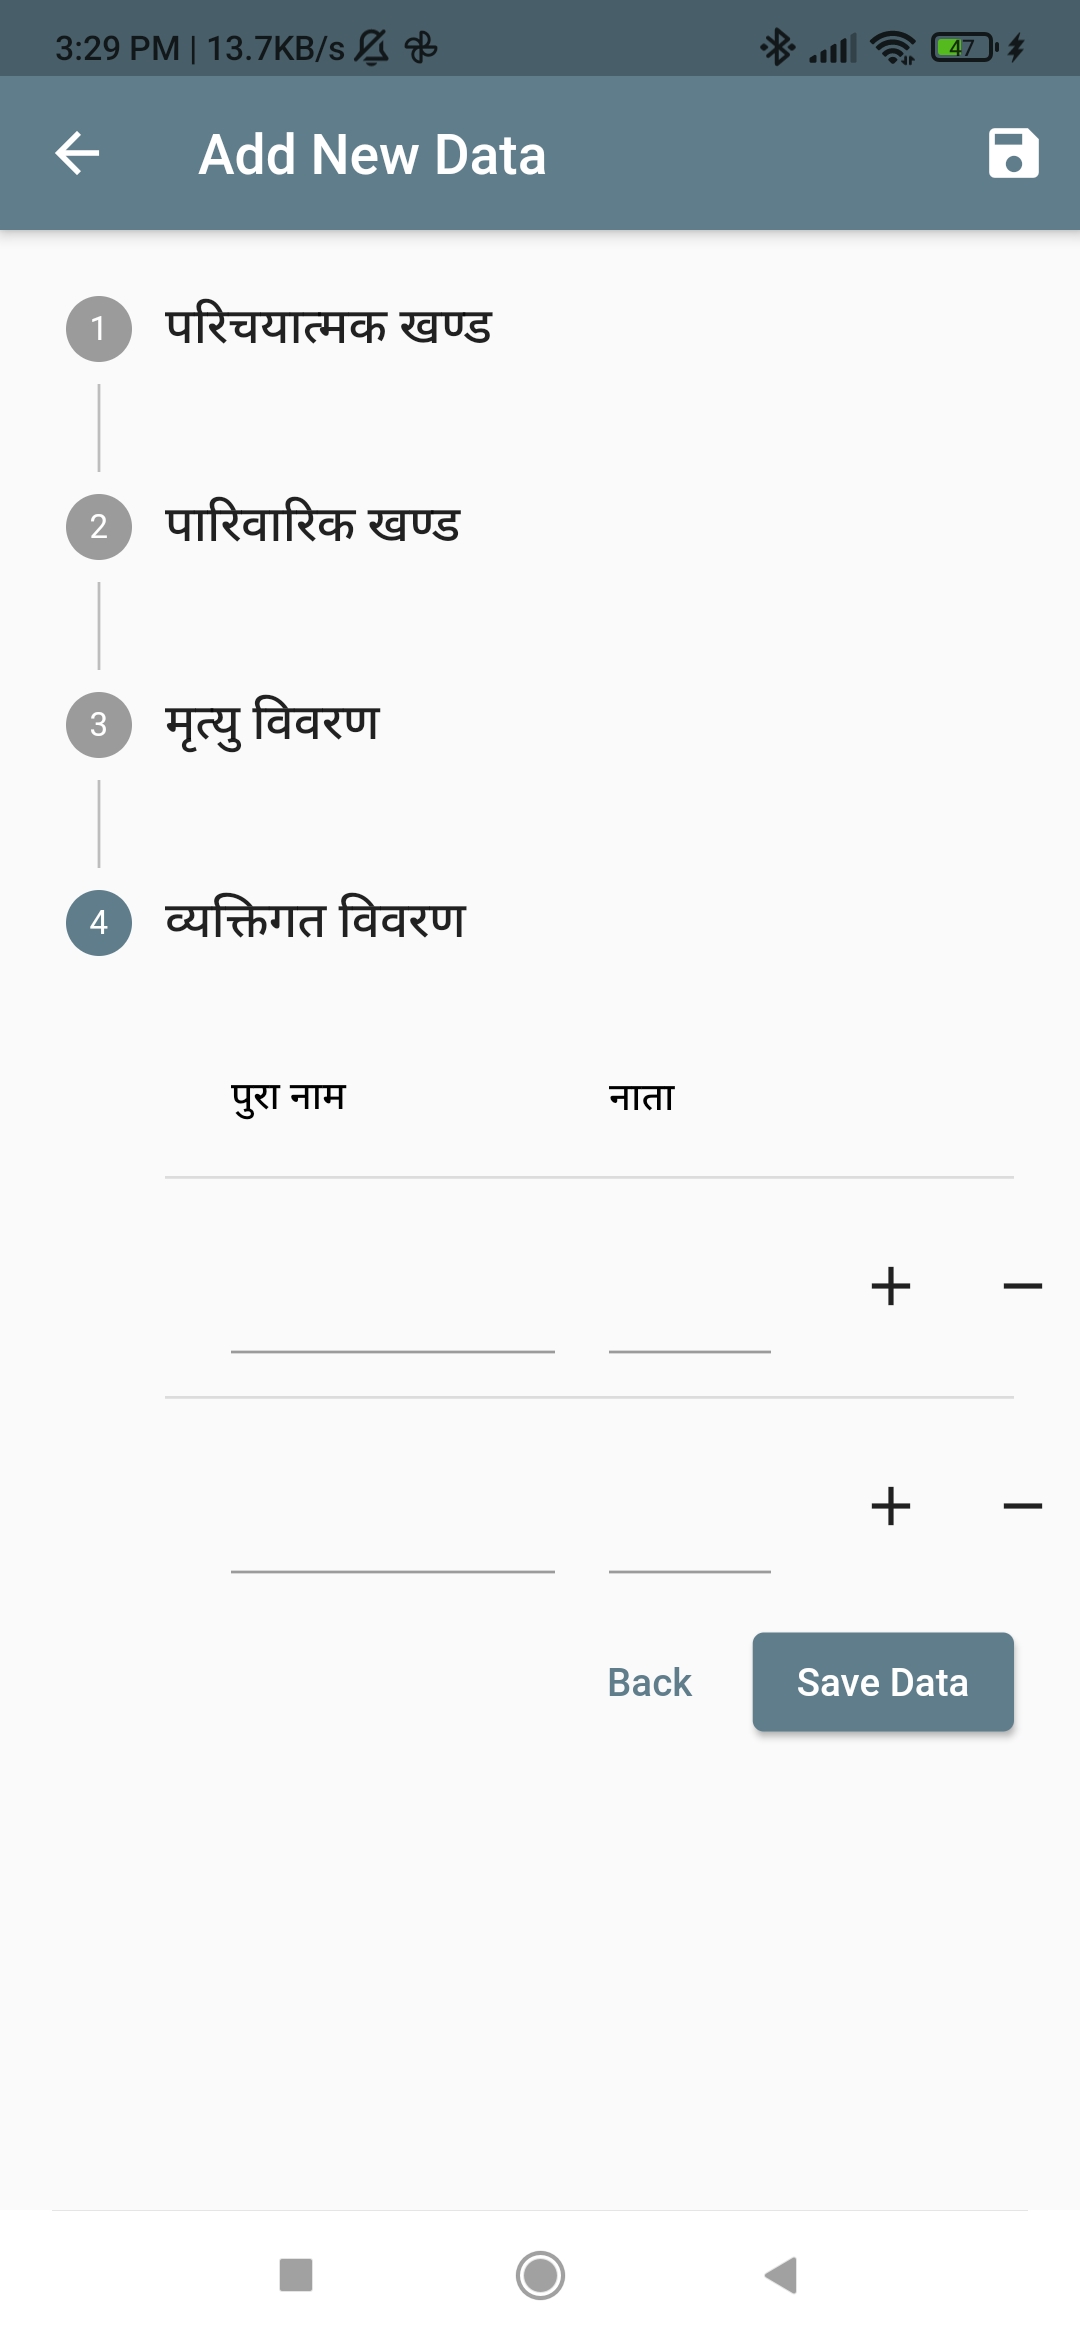 3:29 PM | 13.7KB/s 47
Add New Data
1 परिचयात्मक खण्ड
2 पारिवारिक खण्ड
3 मृत्यु विवरण
4 व्यक्तिगत विवरण
पुरा नाम नाता
Back Save Data